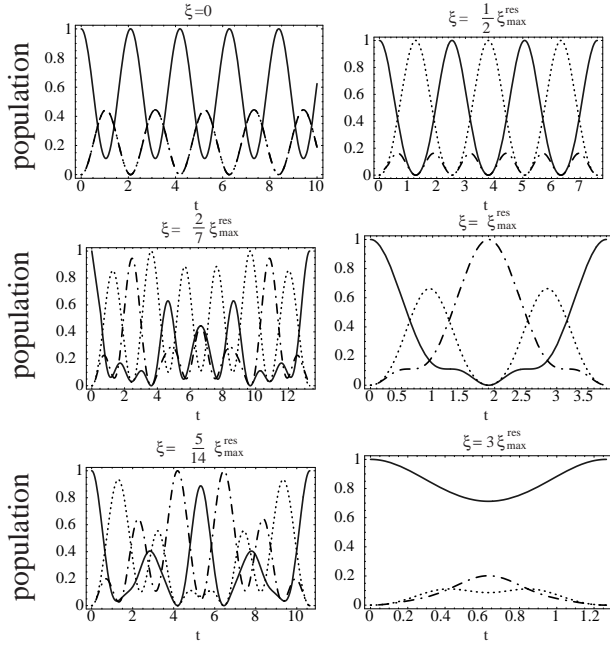 ξ=0
population
1
0.8
0.6
0.4
0.2
0
0 2 4 6 8 10
t
ξ= 1/2 ξ_max^res
1
0.8
0.6
0.4
0.2
0
0 1 2 3 4 5 6 7
t
ξ= 2/7 ξ_max^res
population
1
0.8
0.6
0.4
0.2
0
0 2 4 6 8 10 12
t
ξ= ξ_max^res
1
0.8
0.6
0.4
0.2
0
0 0.5 1 1.5 2 2.5 3 3.5
t
ξ= 5/14 ξ_max^res
population
1
0.8
0.6
0.4
0.2
0
0 2 4 6 8 10
t
ξ=3ξ_max^res
1
0.8
0.6
0.4
0.2
0
0 0.2 0.4 0.6 0.8 1 1.2
t